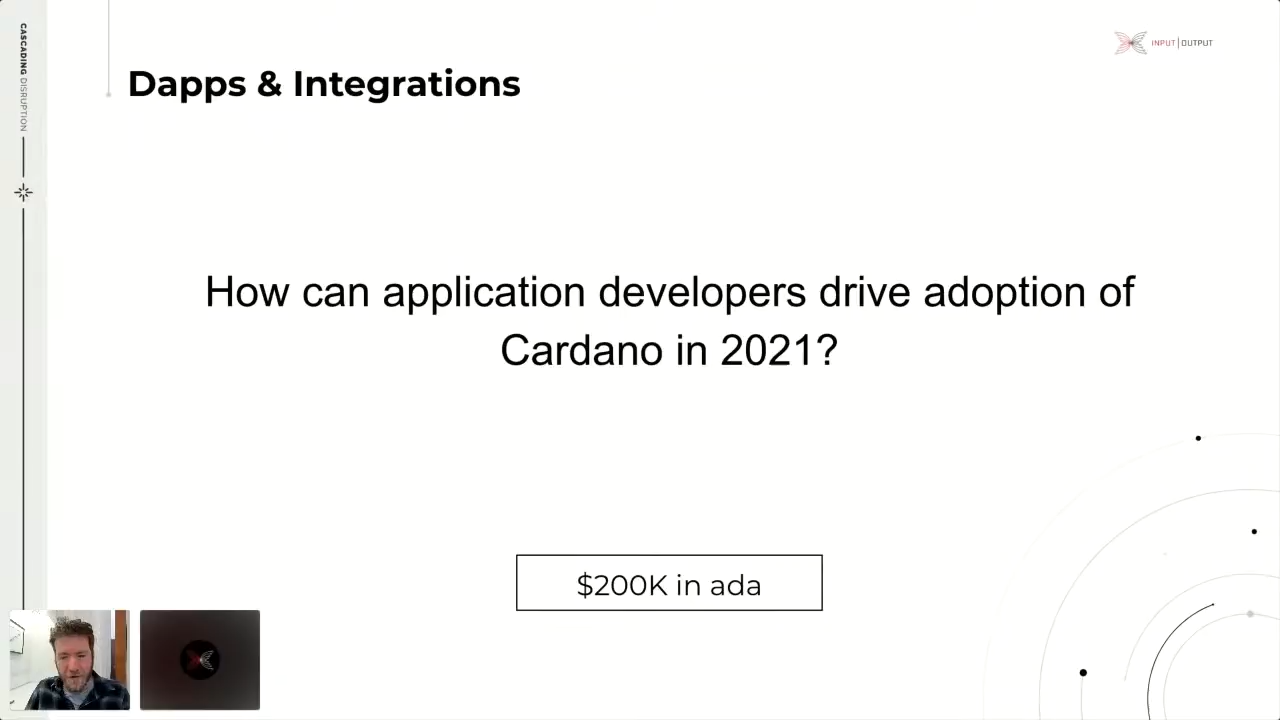 CASCADING DISRUPTION
INPUT | OUTPUT
Dapps & Integrations
How can application developers drive adoption of
Cardano in 2021?
$200K in ada